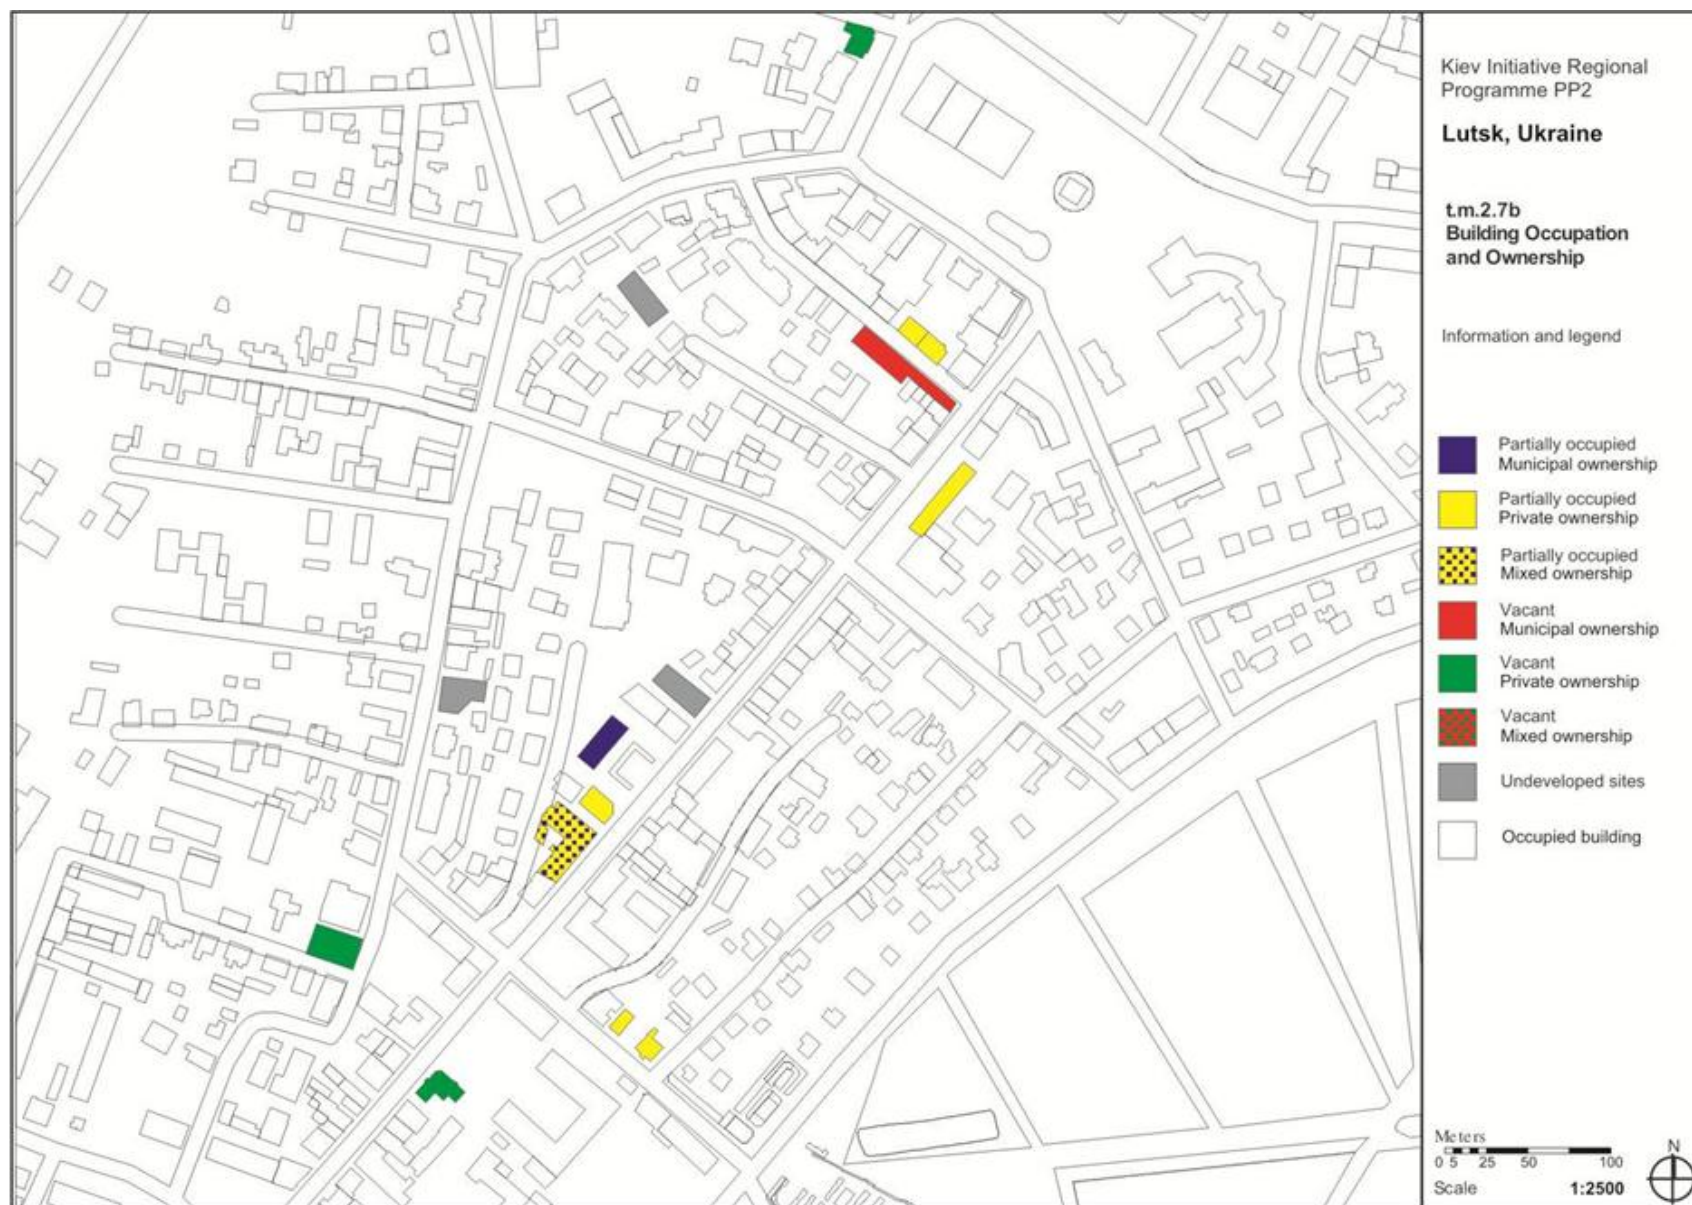 Kiev Initiative Regional
Programme PP2
Lutsk, Ukraine
t.m.2.7b
Building Occupation
and Ownership
Information and legend
Partially occupied
Municipal ownership
Partially occupied
Private ownership
Partially occupied
Mixed ownership
Vacant
Municipal ownership
Vacant
Private ownership
Vacant
Mixed ownership
Undeveloped sites
Occupied building
Meters
0 5 25 50 100
Scale 1:2500
N